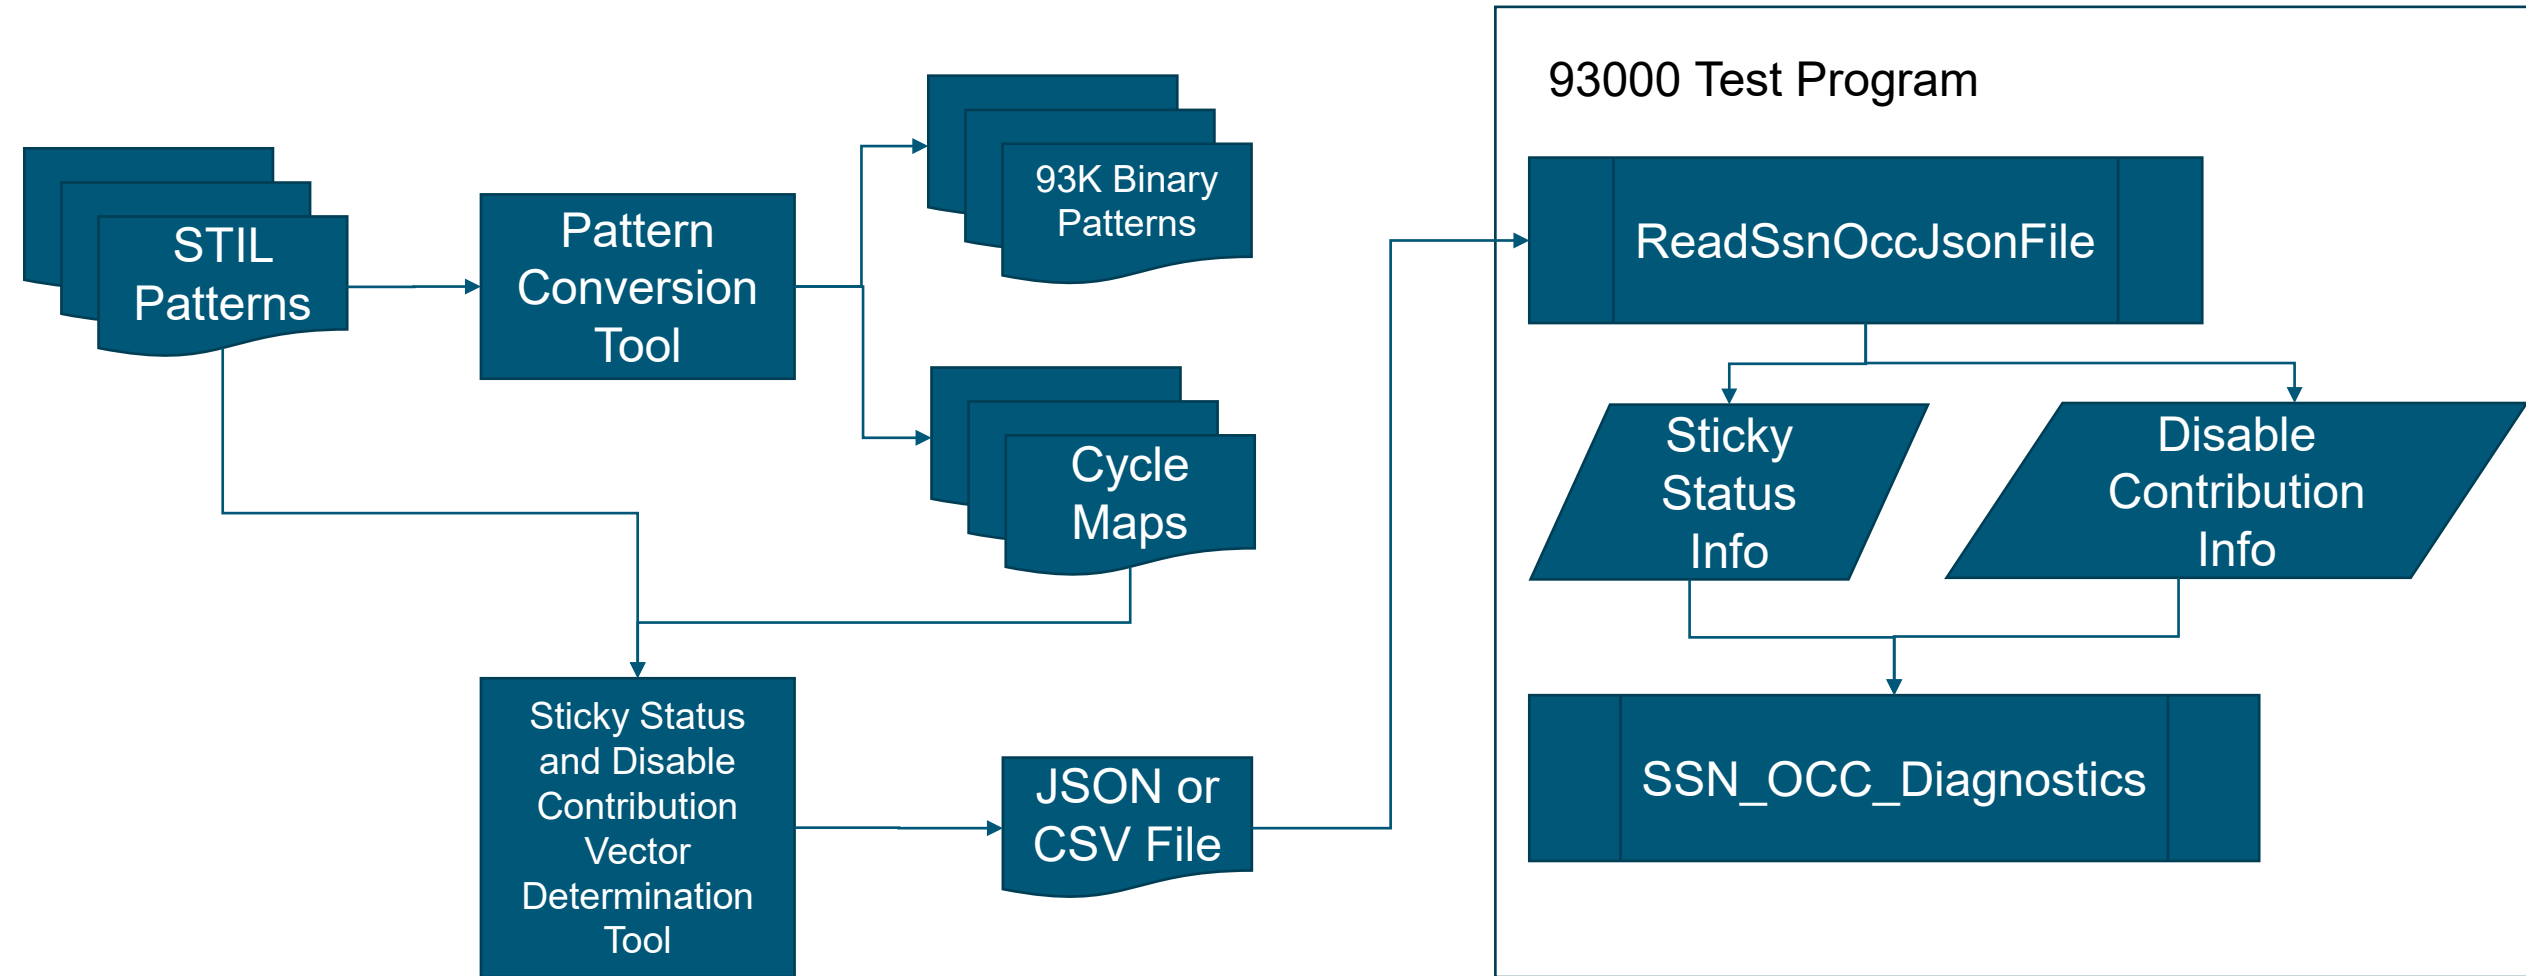 93000 Test Program
STIL
Patterns
Pattern
Conversion
Tool
93K Binary
Patterns
Cycle
Maps
Sticky Status
and Disable
Contribution
Vector
Determination
Tool
JSON or
CSV File
ReadSsnOccJsonFile
Sticky
Status
Info
Disable
Contribution
Info
SSN_OCC_Diagnostics